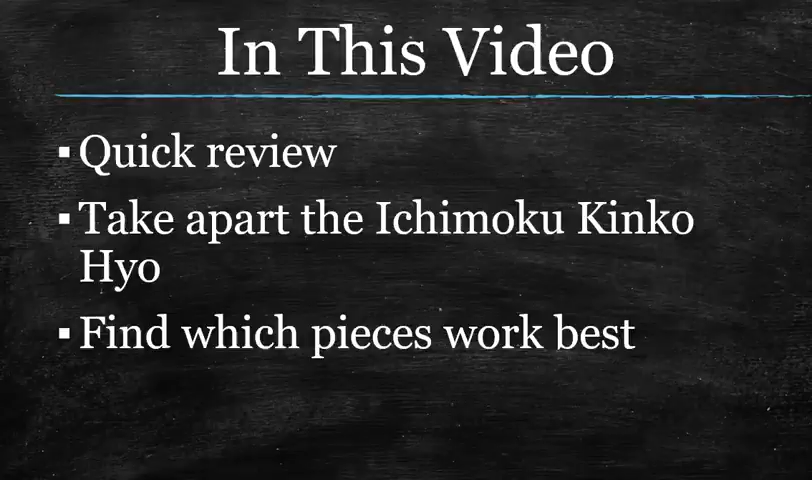 In This Video
▪ Quick review
▪ Take apart the Ichimoku Kinko
Hyo
▪ Find which pieces work best